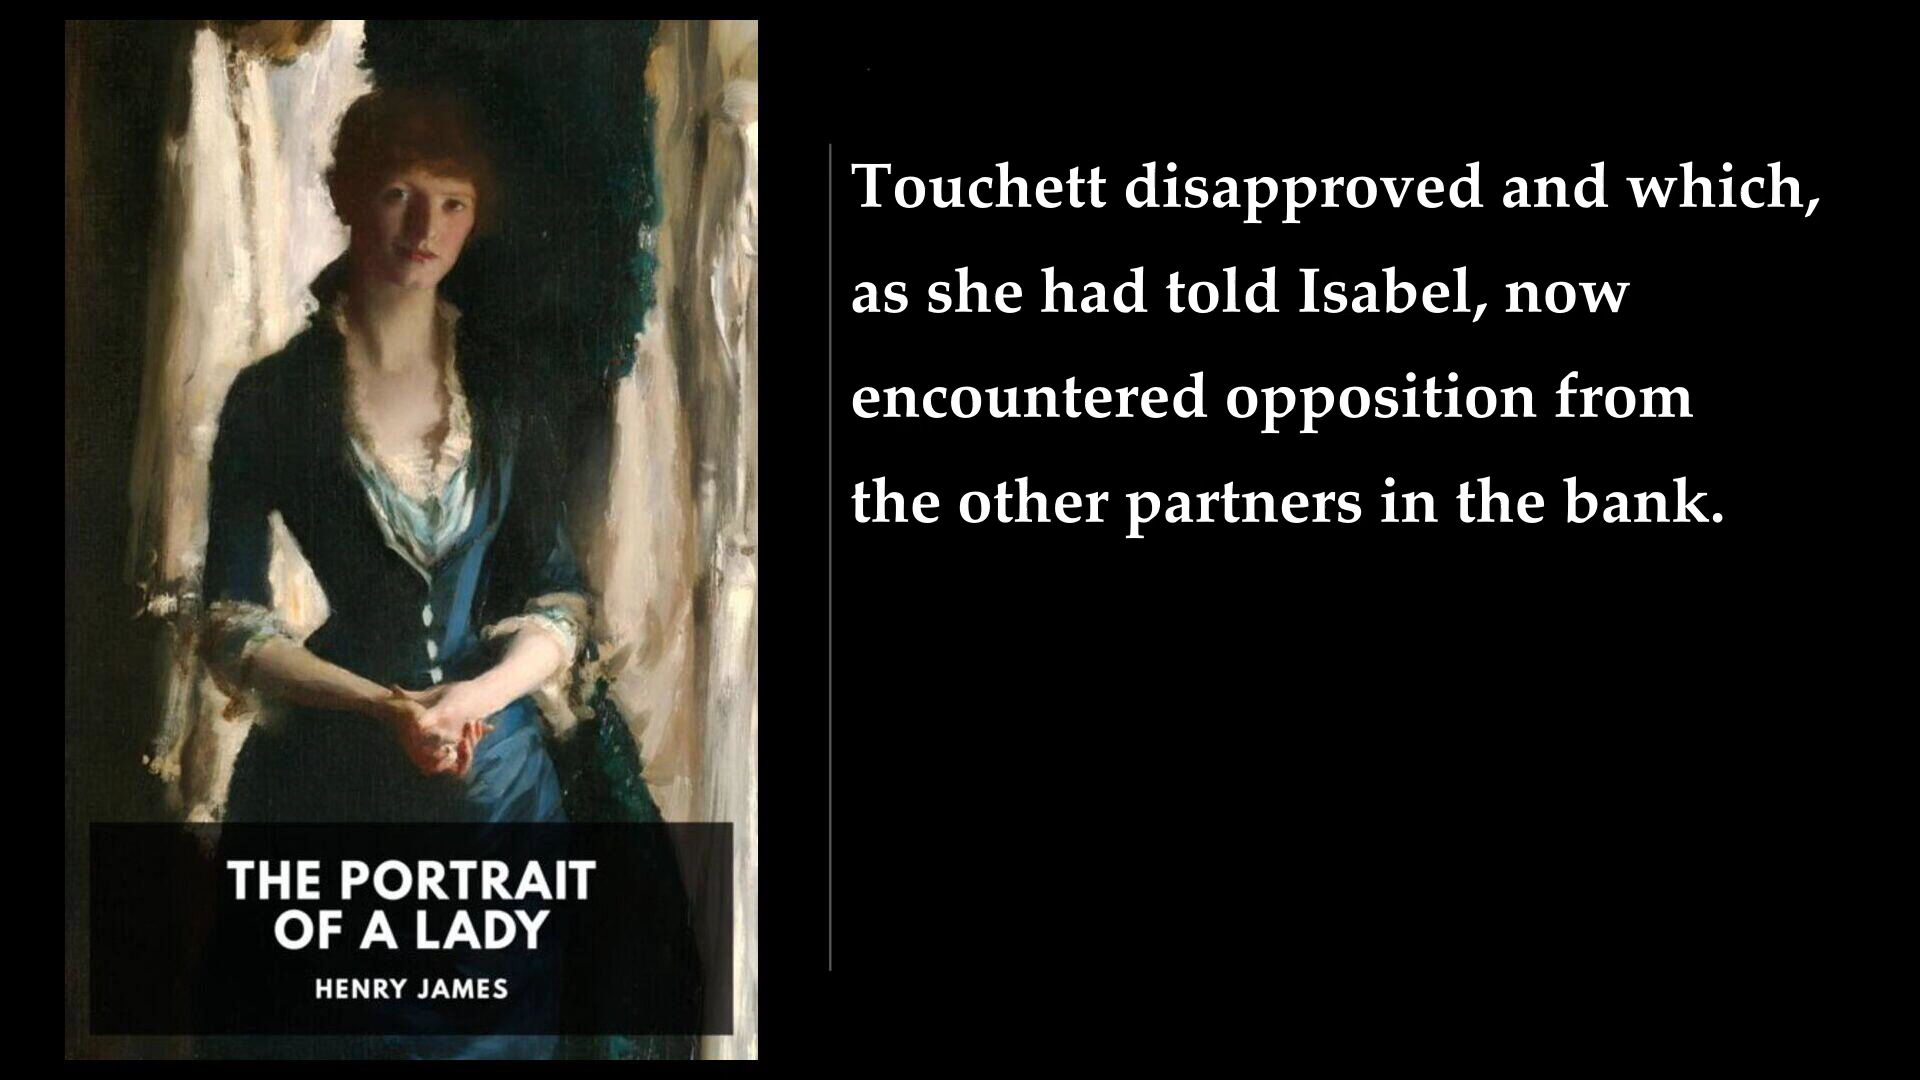 THE PORTRAIT
OF A LADY
HENRY JAMES
Touchett disapproved and which,
as she had told Isabel, now
encountered opposition from
the other partners in the bank.